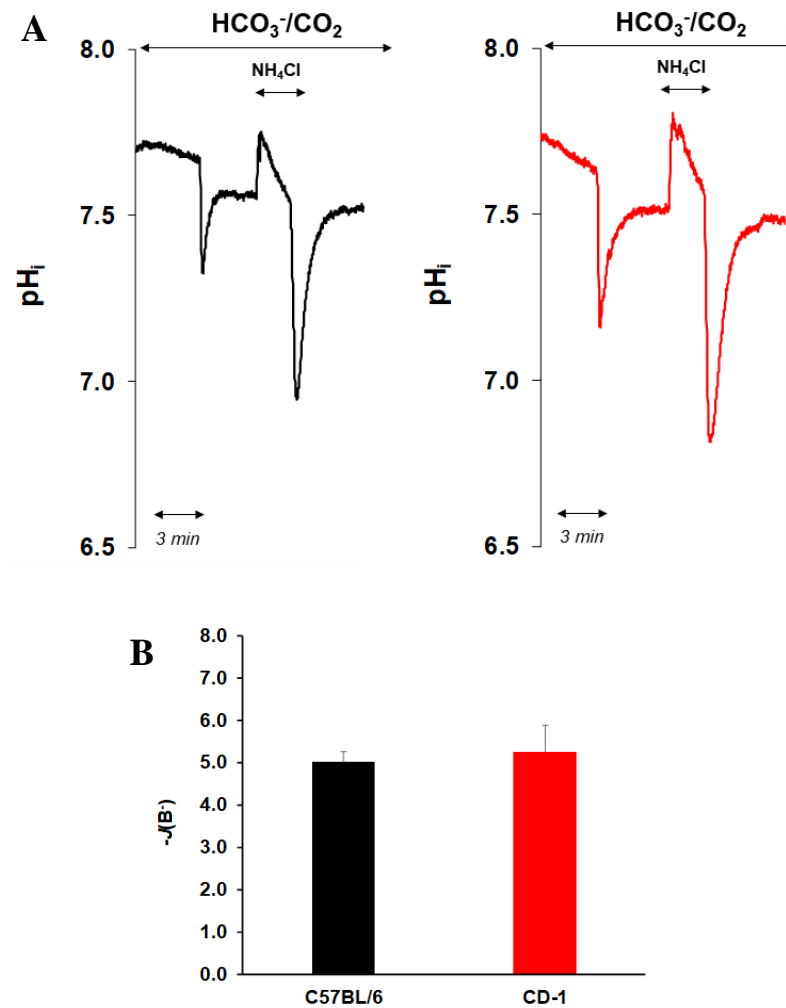 A
HCO₃⁻/CO₂
NH₄Cl
8.0
7.5
7.0
6.5
pHᵢ
3 min
HCO₃⁻/CO₂
NH₄Cl
8.0
7.5
7.0
6.5
pHᵢ
3 min
B
8.0
7.0
6.0
5.0
4.0
3.0
2.0
1.0
0.0
-J(B⁻)
C57BL/6
CD-1